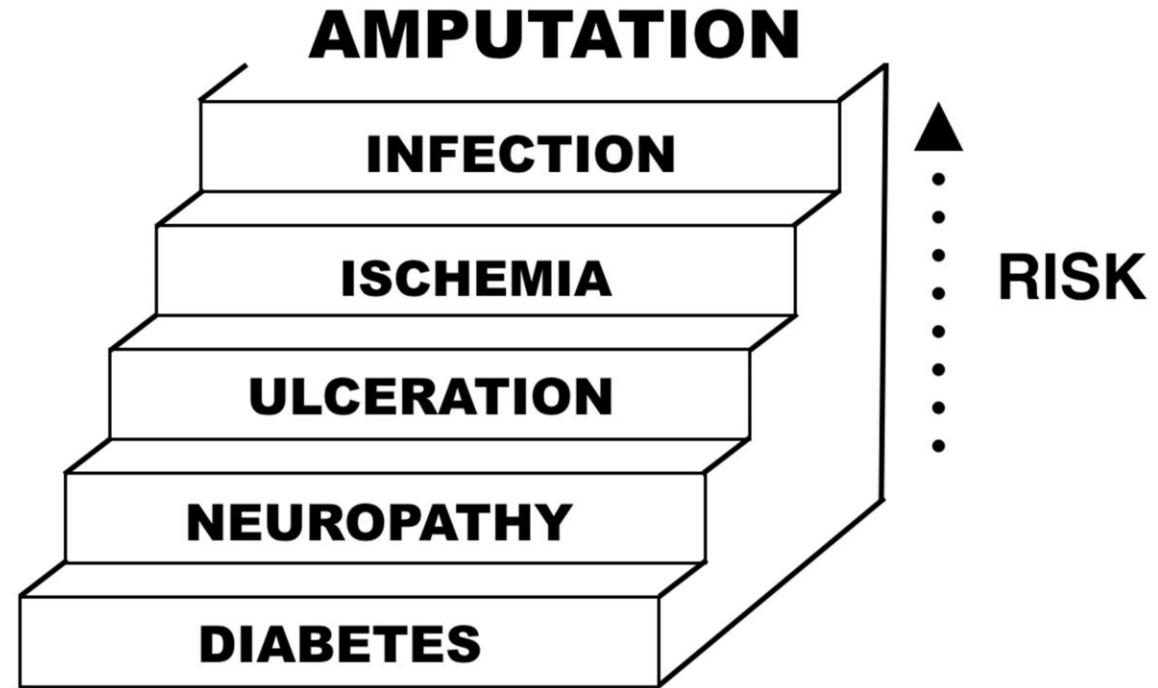 AMPUTATION
INFECTION
ISCHEMIA
RISK
ULCERATION
NEUROPATHY
DIABETES